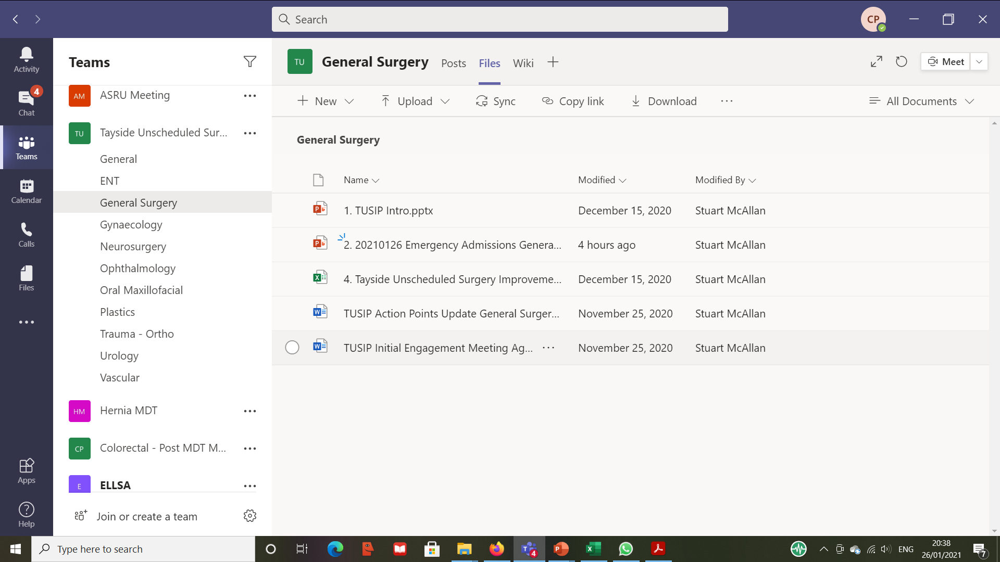 Search
CP
Activity
4
Chat
Teams
Calendar
Calls
Files
Apps
Help
Teams
AM ASRU Meeting
TU Tayside Unscheduled Sur...
General
ENT
General Surgery
Gynaecology
Neurosurgery
Ophthalmology
Oral Maxillofacial
Plastics
Trauma - Ortho
Urology
Vascular
HM Hernia MDT
CP Colorectal - Post MDT M...
E ELLSA
Join or create a team
TU General Surgery Posts Files Wiki
Meet
New Upload Sync Copy link Download All Documents
General Surgery
Name Modified Modified By
1. TUSIP Intro.pptx December 15, 2020 Stuart McAllan
2. 20210126 Emergency Admissions Genera... 4 hours ago Stuart McAllan
4. Tayside Unscheduled Surgery Improveme... December 15, 2020 Stuart McAllan
TUSIP Action Points Update General Surger... November 25, 2020 Stuart McAllan
TUSIP Initial Engagement Meeting Ag... November 25, 2020 Stuart McAllan
Type here to search
4
ENG
20:38
26/01/2021
7